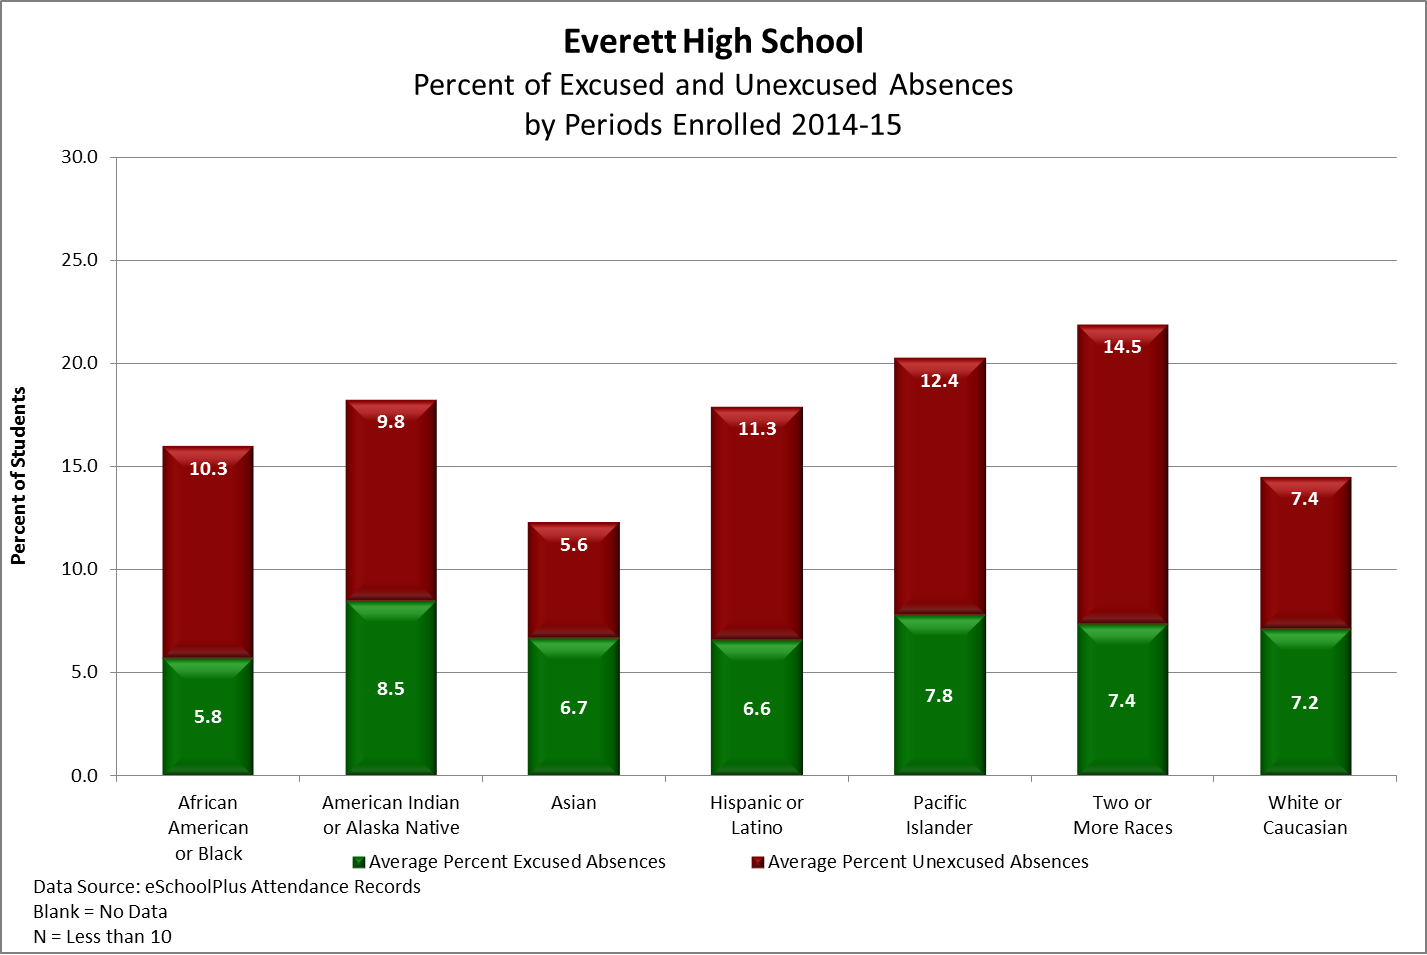 Everett High School
Percent of Excused and Unexcused Absences
by Periods Enrolled 2014-15
30.0
25.0
20.0
15.0
10.0
5.0
0.0
Percent of Students
10.3
9.8
5.6
11.3
12.4
14.5
7.4
5.8
8.5
6.7
6.6
7.8
7.4
7.2
African
American
or Black
American Indian
or Alaska Native
Asian
Hispanic or
Latino
Pacific
Islander
Two or
More Races
White or
Caucasian
Average Percent Excused Absences
Average Percent Unexcused Absences
Data Source: eSchoolPlus Attendance Records
Blank = No Data
N = Less than 10